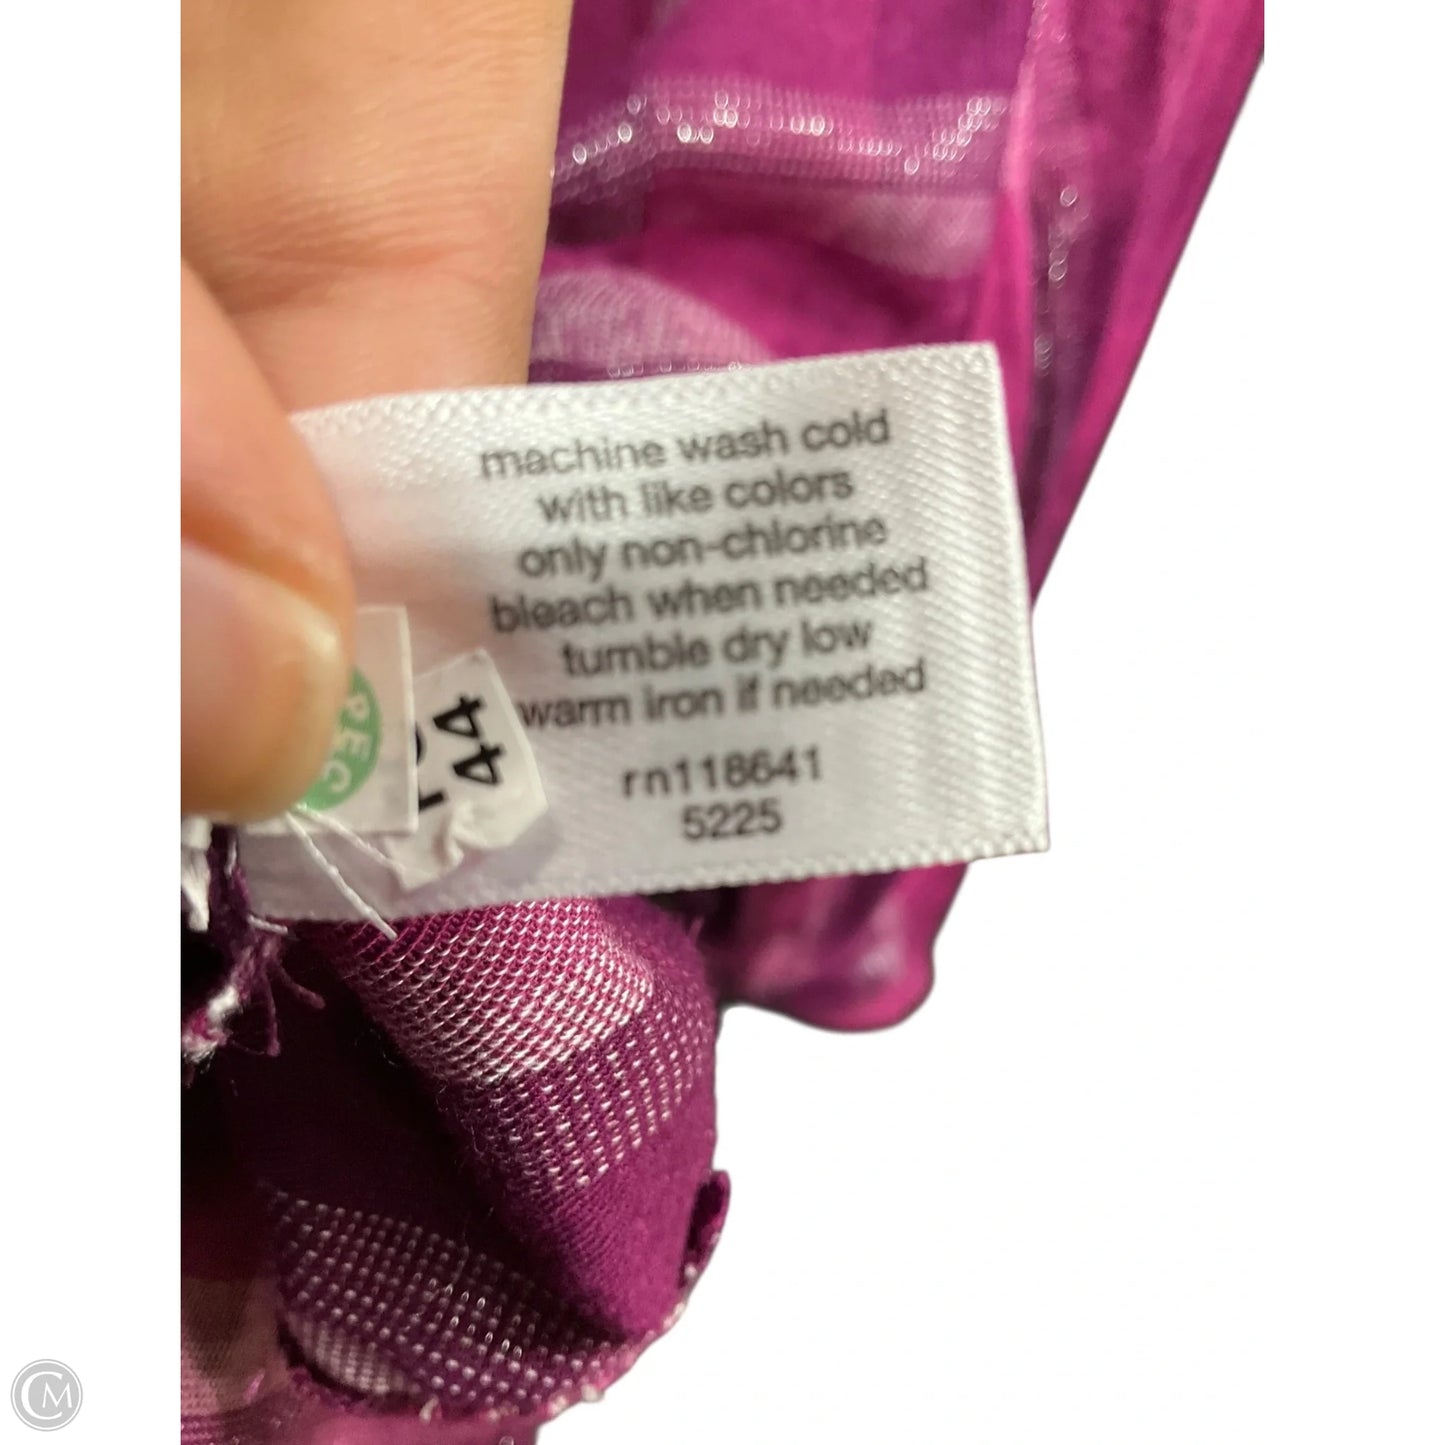 machine wash cold
with like colors
only non-chlorine
bleach when needed
tumble dry low
warm iron if needed
rn118641
5225
44
CM